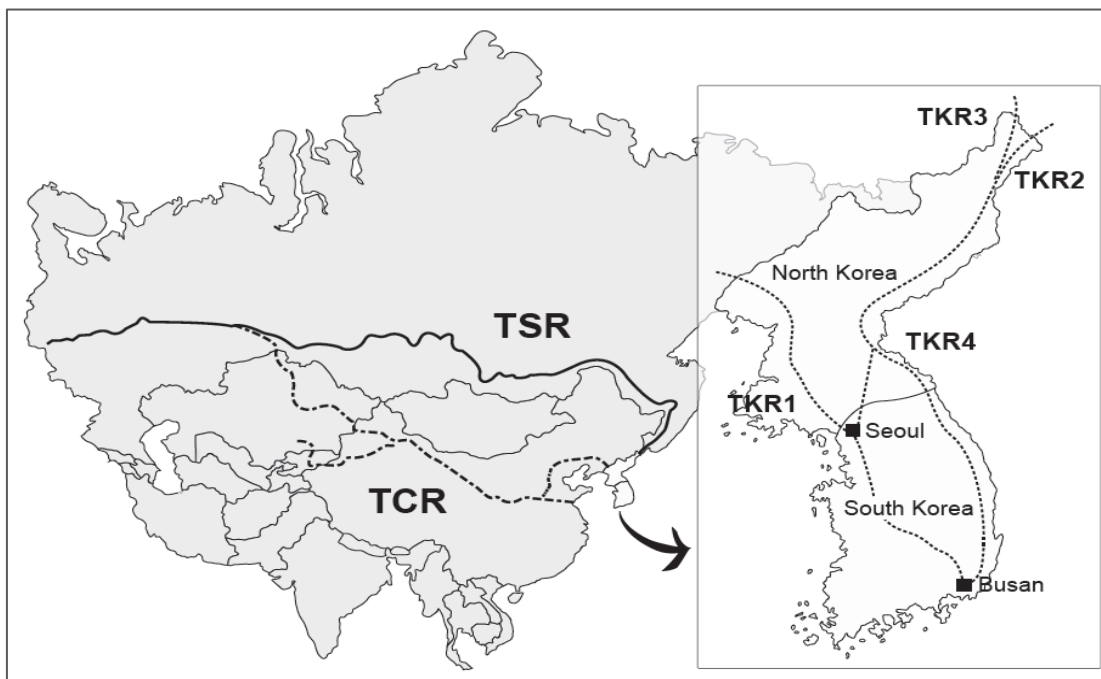 TSR
TCR
TKR3
TKR2
North Korea
TKR4
TKR1
Seoul
South Korea
Busan